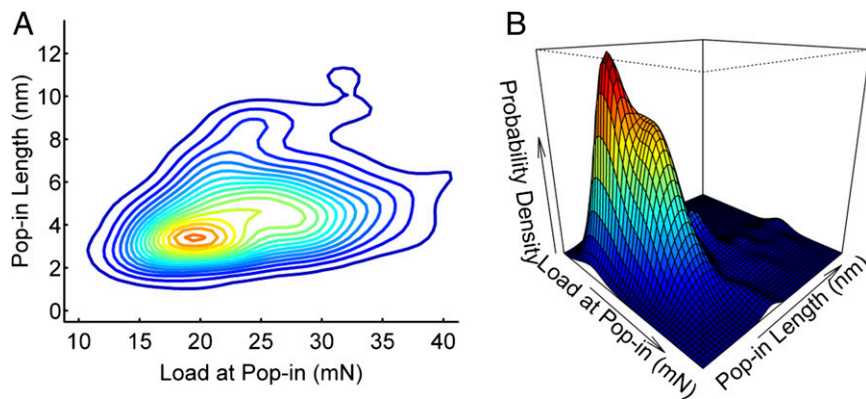 A
Pop-in Length (nm)
12
10
8
6
4
2
0
10 15 20 25 30 35 40
Load at Pop-in (mN)
B
Probability Density
Load at Pop-in (mN)
Pop-in Length (nm)